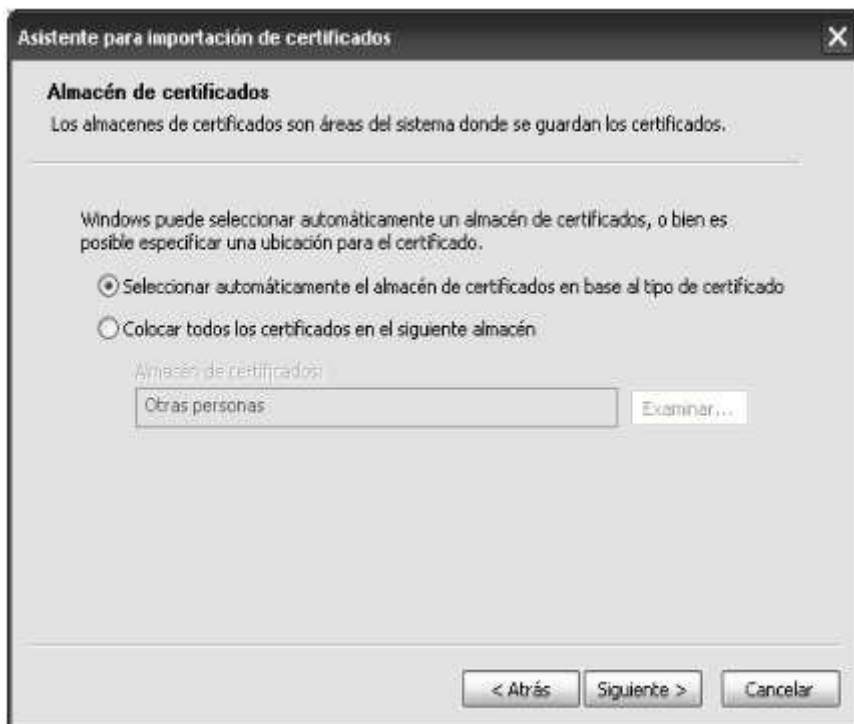 Asistente para importación de certificados
Almacén de certificados
Los almacenes de certificados son áreas del sistema donde se guardan los certificados.
Windows puede seleccionar automáticamente un almacén de certificados, o bien es
posible especificar una ubicación para el certificado.
Seleccionar automáticamente el almacén de certificados en base al tipo de certificado
Colocar todos los certificados en el siguiente almacén
Almacén de certificados:
Otras personas
Examinar...
< Atrás
Siguiente >
Cancelar